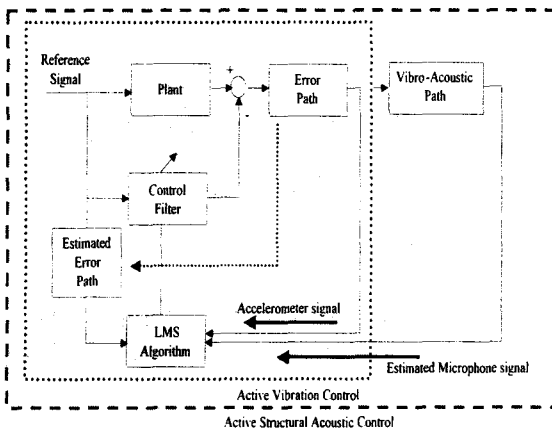 Reference
Signal
Plant
+
-
Error
Path
Vibro-Acoustic
Path
Control
Filter
Estimated
Error
Path
LMS
Algorithm
Accelerometer signal
Estimated Microphone signal
Active Vibration Control
Active Structural Acoustic Control